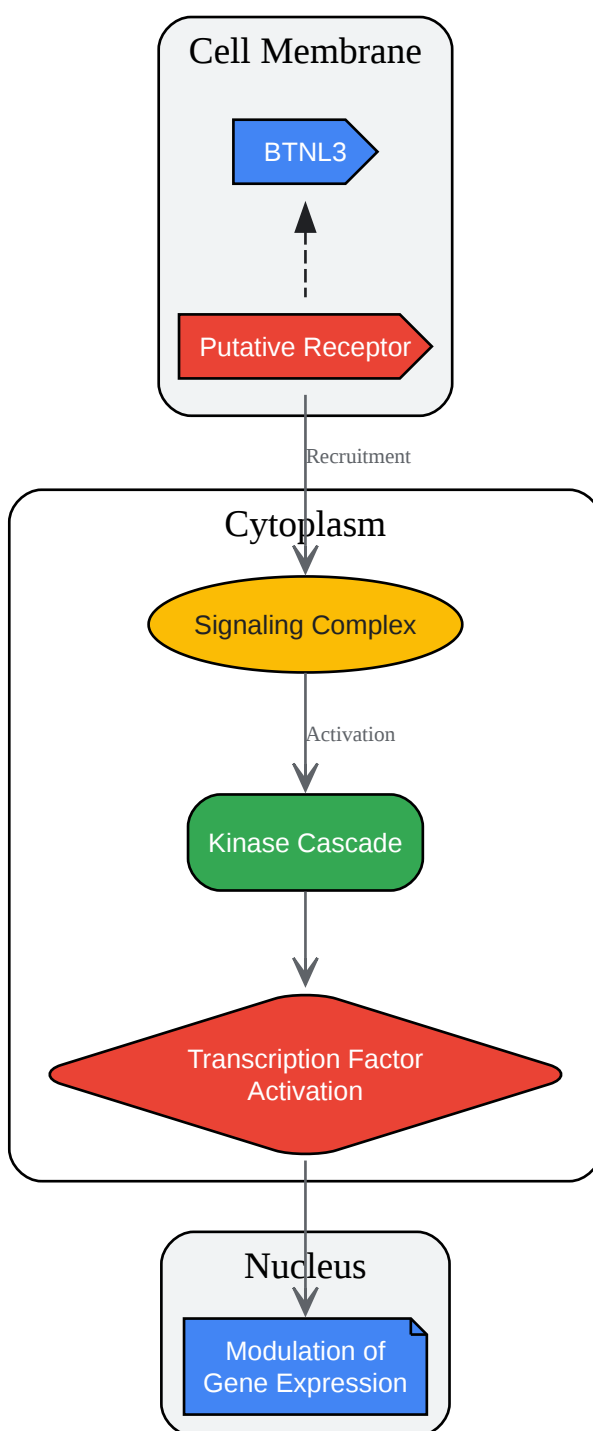 Cell Membrane
BTNL3
Putative Receptor
Recruitment
Cytoplasm
Signaling Complex
Activation
Kinase Cascade
Transcription Factor
Activation
Nucleus
Modulation of
Gene Expression